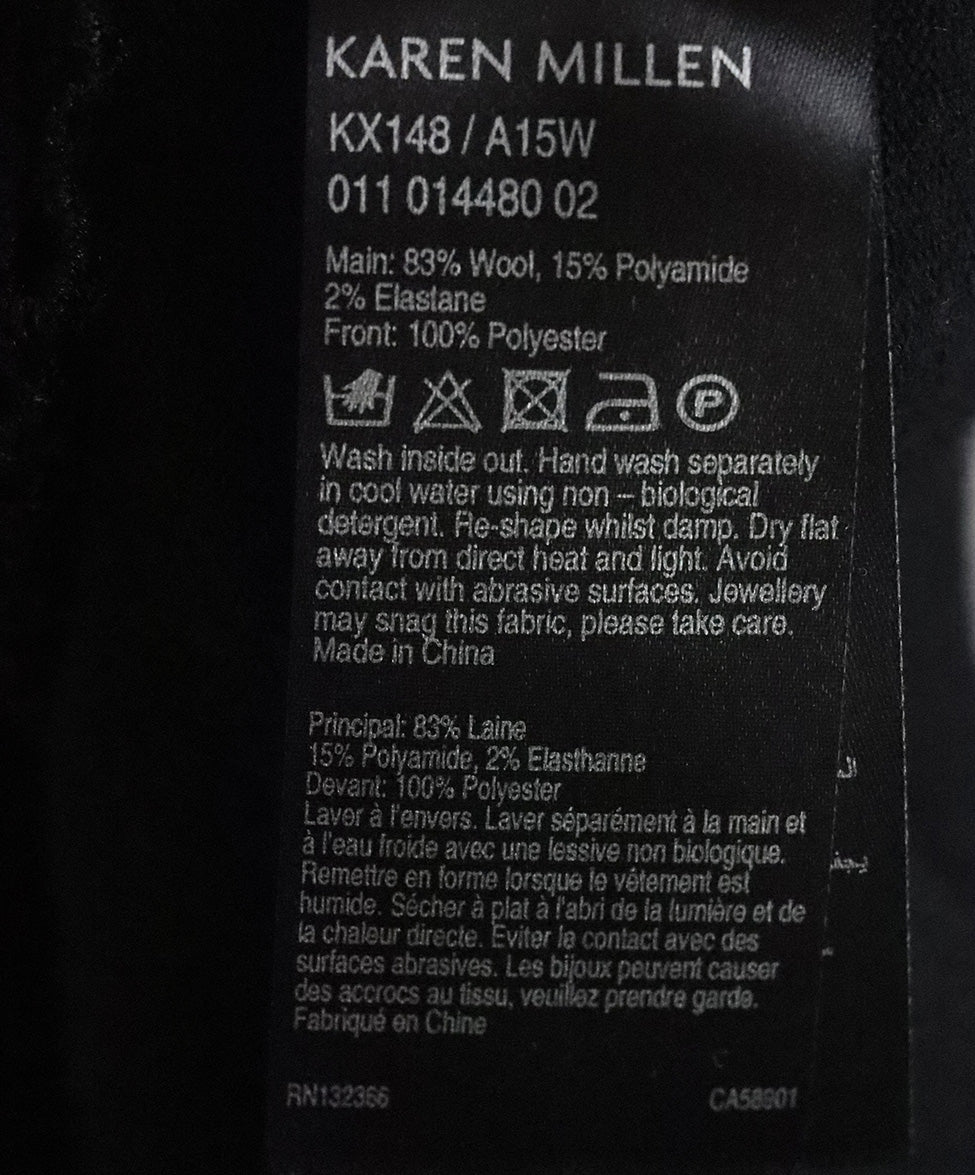 KAREN MILLEN
KX148 / A15W
011 014480 02
Main: 83% Wool, 15% Polyamide
2% Elastane
Front: 100% Polyester
P
Wash inside out. Hand wash separately
in cool water using non – biological
detergent. Re-shape whilst damp. Dry flat
away from direct heat and light. Avoid
contact with abrasive surfaces. Jewellery
may snag this fabric, please take care.
Made in China
Principal: 83% Laine
15% Polyamide, 2% Elasthanne
Devant: 100% Polyester
Laver à l'envers. Laver séparément à la main et
à l'eau froide avec une lessive non biologique.
Remettre en forme lorsque le vêtement est
humide. Sécher à plat à l'abri de la lumière et de
la chaleur directe. Eviter le contact avec des
surfaces abrasives. Les bijoux peuvent causer
des accrocs au tissu, veuillez prendre garde.
Fabriqué en Chine
RN132366 CA58901